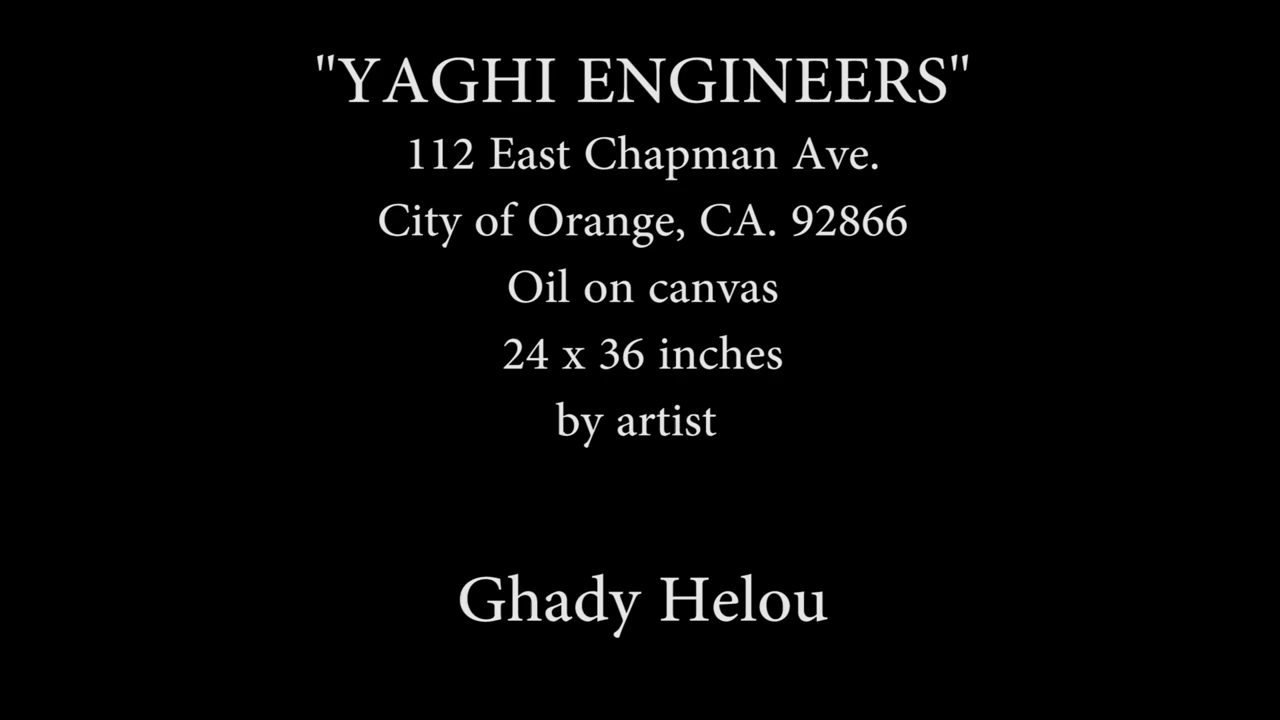 "YAGHI ENGINEERS"
112 East Chapman Ave.
City of Orange, CA. 92866
Oil on canvas
24 x 36 inches
by artist
Ghady Helou